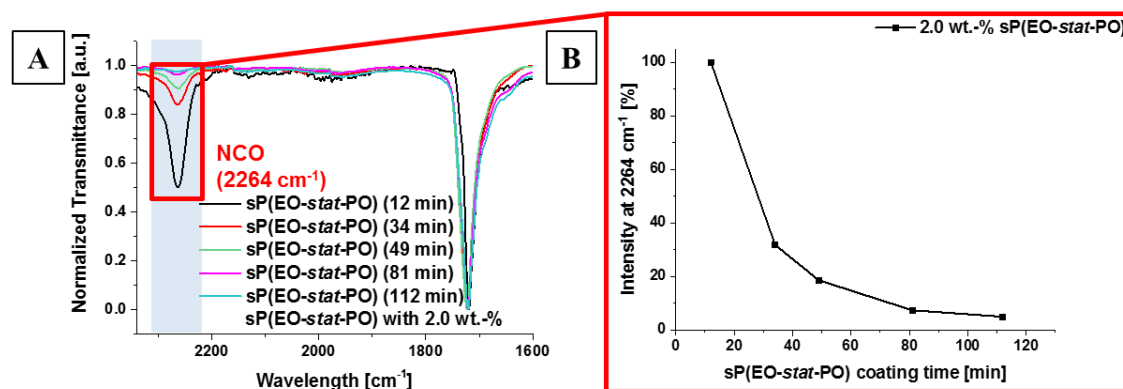 A
Normalized Transmittance [a.u.]
1.0
0.8
0.6
0.4
0.2
0.0
NCO
(2264 cm⁻¹)
sP(EO-stat-PO) (12 min)
sP(EO-stat-PO) (34 min)
sP(EO-stat-PO) (49 min)
sP(EO-stat-PO) (81 min)
sP(EO-stat-PO) (112 min)
sP(EO-stat-PO) with 2.0 wt.-%
2200
2000
1800
1600
Wavelength [cm⁻¹]
B
2.0 wt.-% sP(EO-stat-PO)
Intensity at 2264 cm⁻¹ [%]
100
80
60
40
20
0
0
20
40
60
80
100
120
sP(EO-stat-PO) coating time [min]